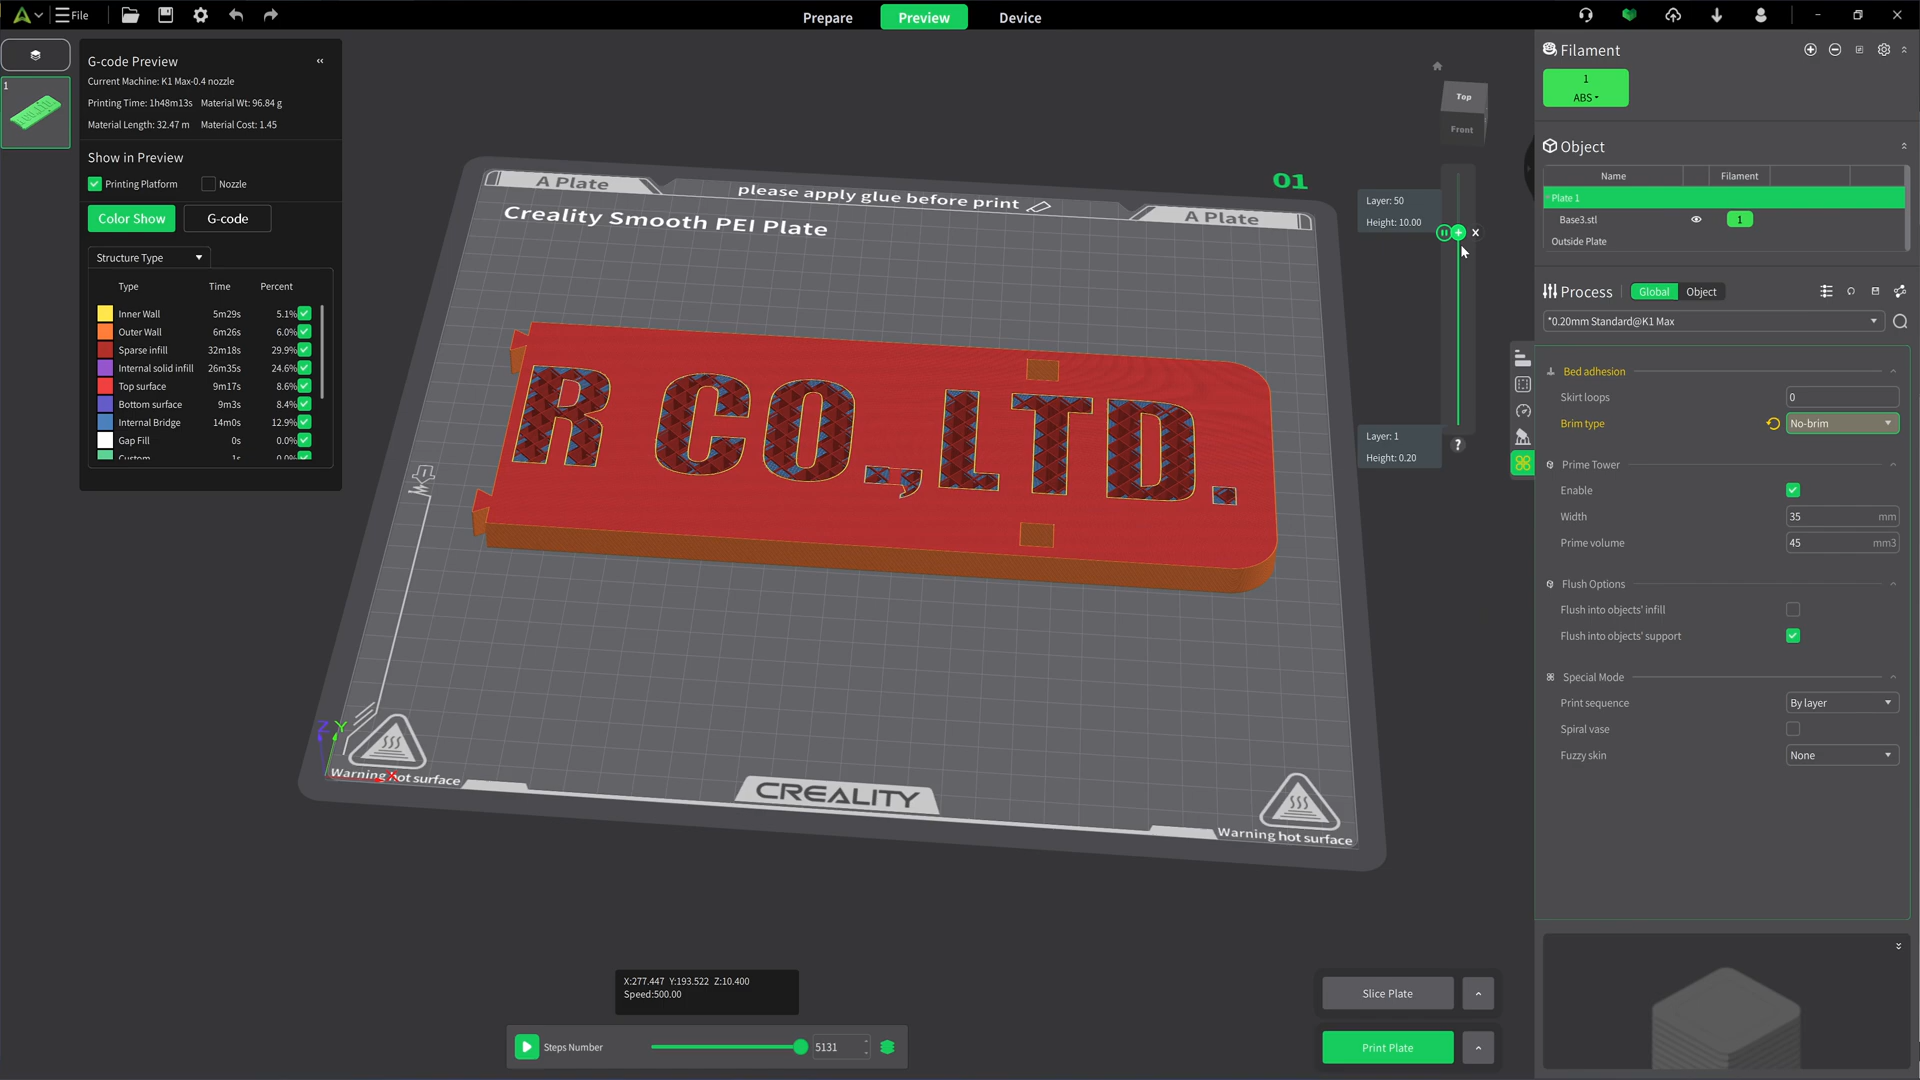 File
Prepare
Preview
Device
1
G-code Preview
Current Machine: K1 Max-0.4 nozzle
Printing Time: 1h48m13s Material Wt: 96.84 g
Material Length: 32.47 m Material Cost: 1.45
Show in Preview
Printing Platform
Nozzle
Color Show
G-code
Structure Type
Type Time Percent
Inner Wall 5m29s 5.1%
Outer Wall 6m26s 6.0%
Sparse infill 32m18s 29.9%
Internal solid infill 26m35s 24.6%
Top surface 9m17s 8.6%
Bottom surface 9m3s 8.4%
Internal Bridge 14m0s 12.9%
Gap Fill 0s 0.0%
Custom 1s 0.0%
A Plate
please apply glue before print
A Plate
01
Creality Smooth PEI Plate
R CO.,LTD.
Z Y
X
Warning hot surface
CREALITY
Warning hot surface
Top
Front
Layer: 50
Height: 10.00
Layer: 1
Height: 0.20
?
X:277.447 Y:193.522 Z:10.400
Speed:500.00
Steps Number
5131
Slice Plate
Print Plate
Filament
1
ABS
Object
Name Filament
Plate 1
Base3.stl 1
Outside Plate
Process
Global
Object
*0.20mm Standard@K1 Max
Bed adhesion
Skirt loops 0
Brim type No-brim
Prime Tower
Enable
Width 35 mm
Prime volume 45 mm3
Flush Options
Flush into objects' infill
Flush into objects' support
Special Mode
Print sequence By layer
Spiral vase
Fuzzy skin None